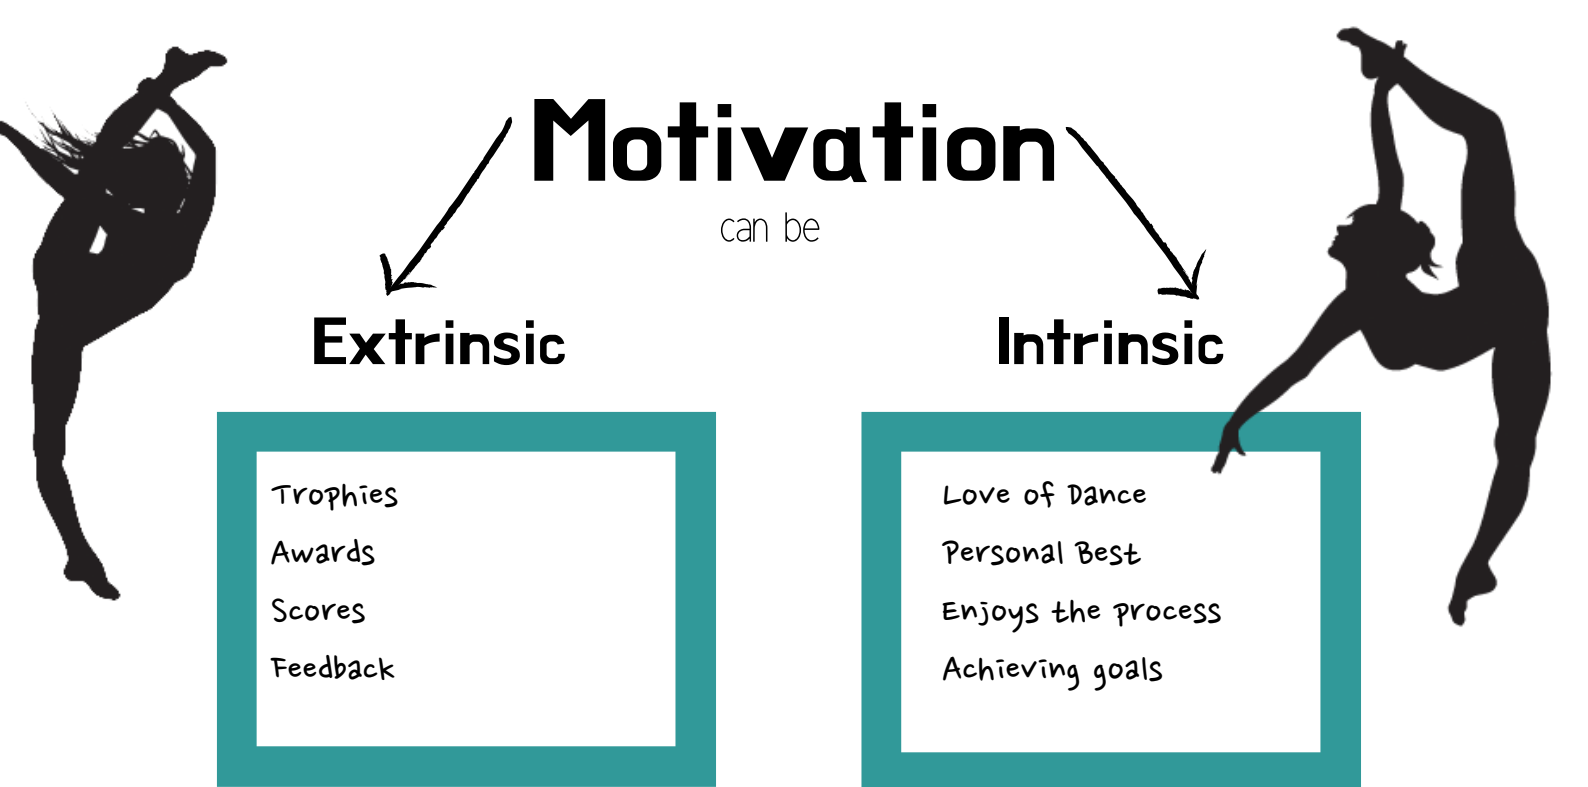 Motivation
can be
Extrinsic
Intrinsic
Trophies
Awards
Scores
Feedback
Love of Dance
Personal Best
Enjoys the process
Achieving goals